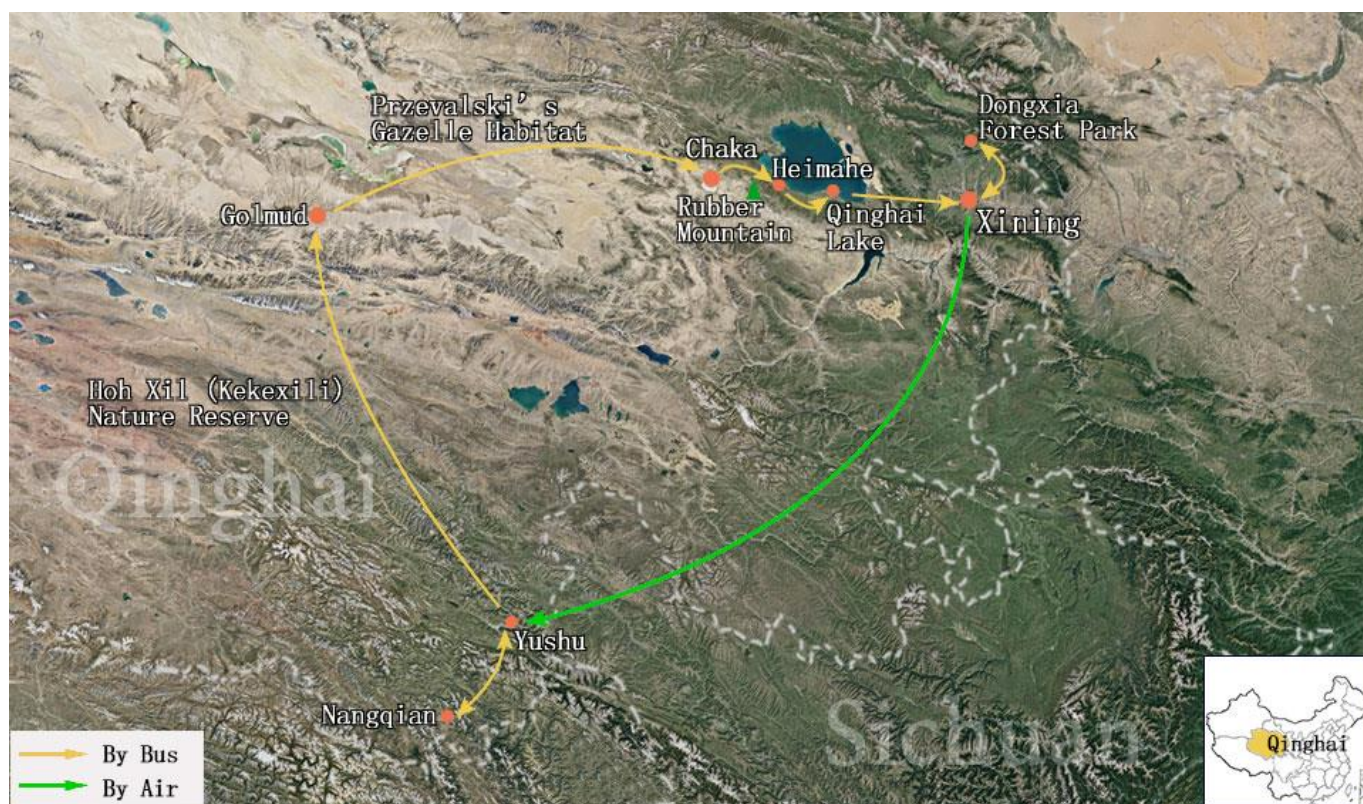 Przevalski's
Gazelle Habitat
Dongxia
Forest Park
Chaka
Heimahe
Golmud
Rubber
Mountain
Qinghai
Lake
Xining
Hoh Xil (Kekexili)
Nature Reserve
Qinghai
Yushu
Nangqian
Sichuan
Qinghai
By Bus
By Air